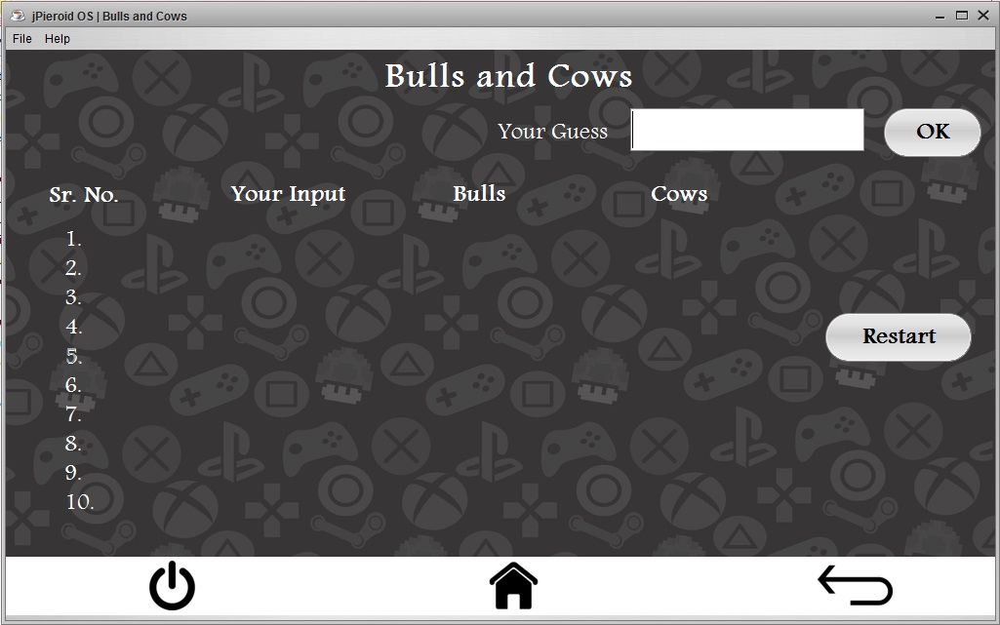 jPieroid OS | Bulls and Cows
File Help
Bulls and Cows
Your Guess OK
Sr. No. Your Input Bulls Cows
1.
2.
3.
4.
5.
6.
7.
8.
9.
10.
Restart